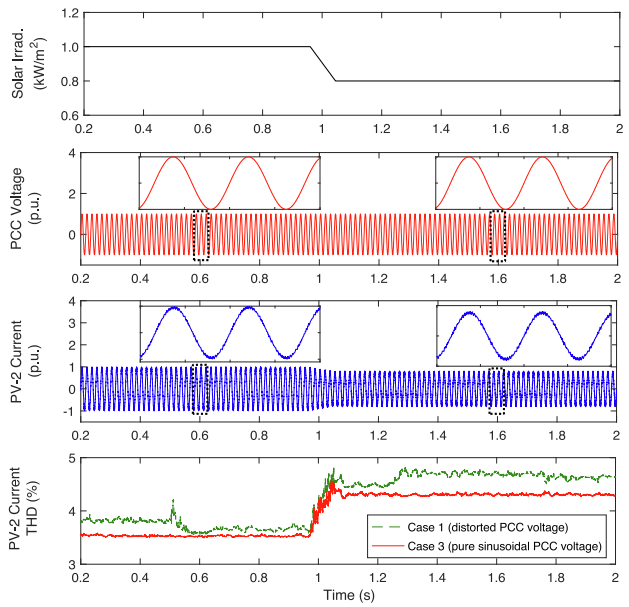 Solar Irrad.
(kW/m²)
1.2
1.0
0.8
0.6
0.2 0.4 0.6 0.8 1 1.2 1.4 1.6 1.8 2
PCC Voltage
(p.u.)
4
2
0
0.2 0.4 0.6 0.8 1 1.2 1.4 1.6 1.8 2
PV-2 Current
(p.u.)
4
3
2
1
0
-1
0.2 0.4 0.6 0.8 1 1.2 1.4 1.6 1.8 2
PV-2 Current
THD (%)
5
4
3
Case 1 (distorted PCC voltage)
Case 3 (pure sinusoidal PCC voltage)
0.2 0.4 0.6 0.8 1 1.2 1.4 1.6 1.8 2
Time (s)